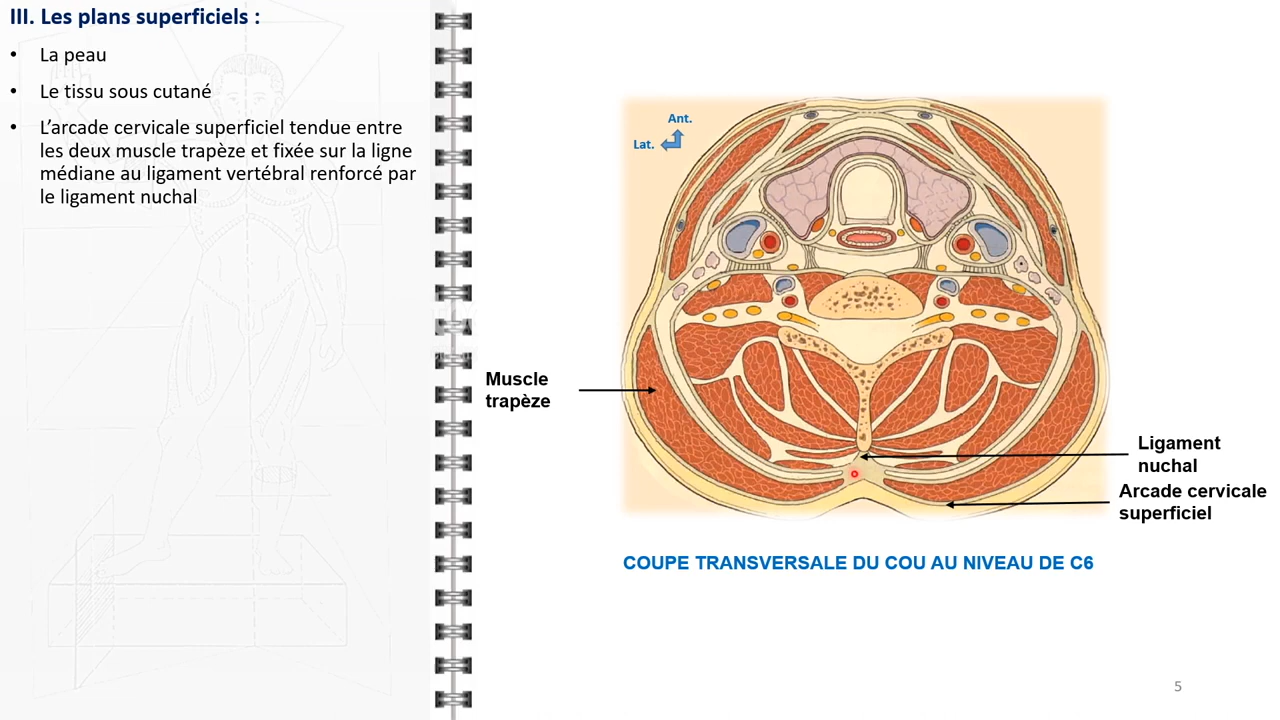 III. Les plans superficiels :
• La peau
• Le tissu sous cutané
• L’arcade cervicale superficiel tendue entre
les deux muscle trapèze et fixée sur la ligne
médiane au ligament vertébral renforcé par
le ligament nuchal
Ant.
Lat.
Muscle
trapèze
Ligament
nuchal
Arcade cervicale
superficiel
COUPE TRANSVERSALE DU COU AU NIVEAU DE C6
5